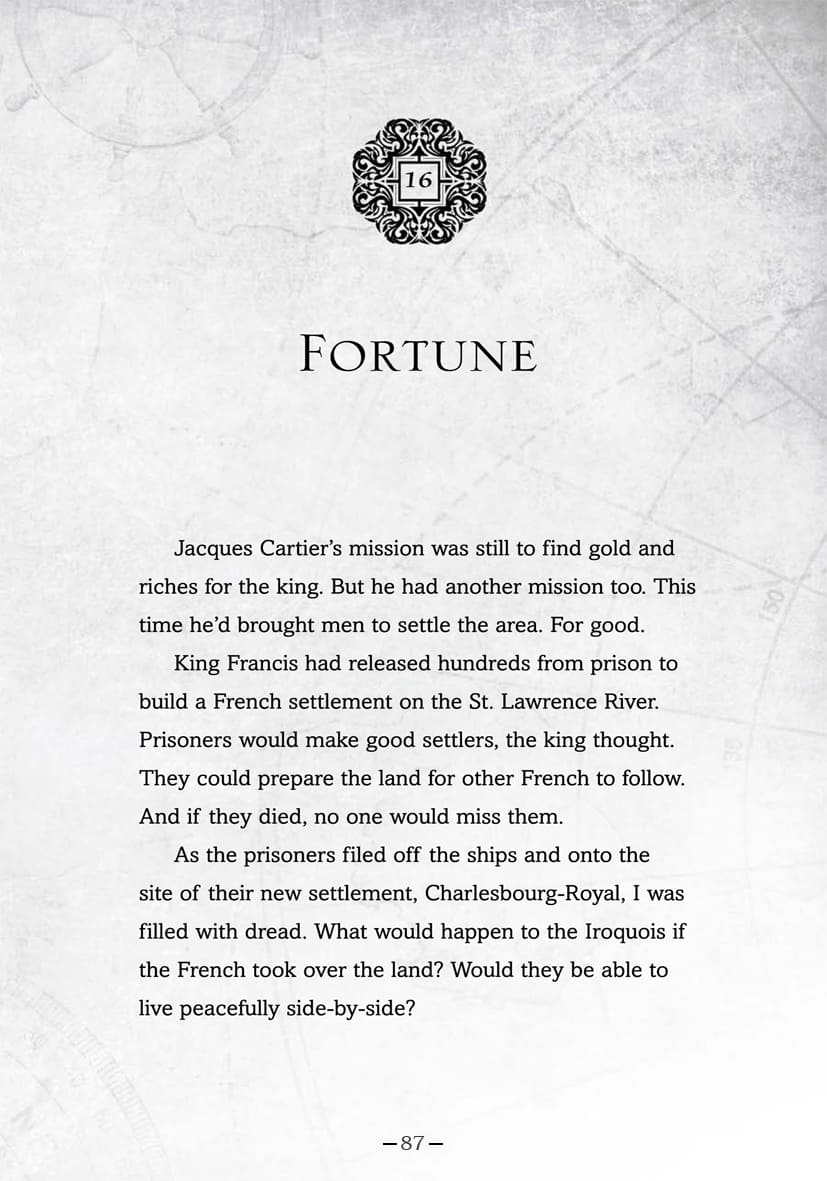 16
FORTUNE
Jacques Cartier’s mission was still to find gold and
riches for the king. But he had another mission too. This
time he’d brought men to settle the area. For good.
King Francis had released hundreds from prison to
build a French settlement on the St. Lawrence River.
Prisoners would make good settlers, the king thought.
They could prepare the land for other French to follow.
And if they died, no one would miss them.
As the prisoners filed off the ships and onto the
site of their new settlement, Charlesbourg-Royal, I was
filled with dread. What would happen to the Iroquois if
the French took over the land? Would they be able to
live peacefully side-by-side?
150
—87—